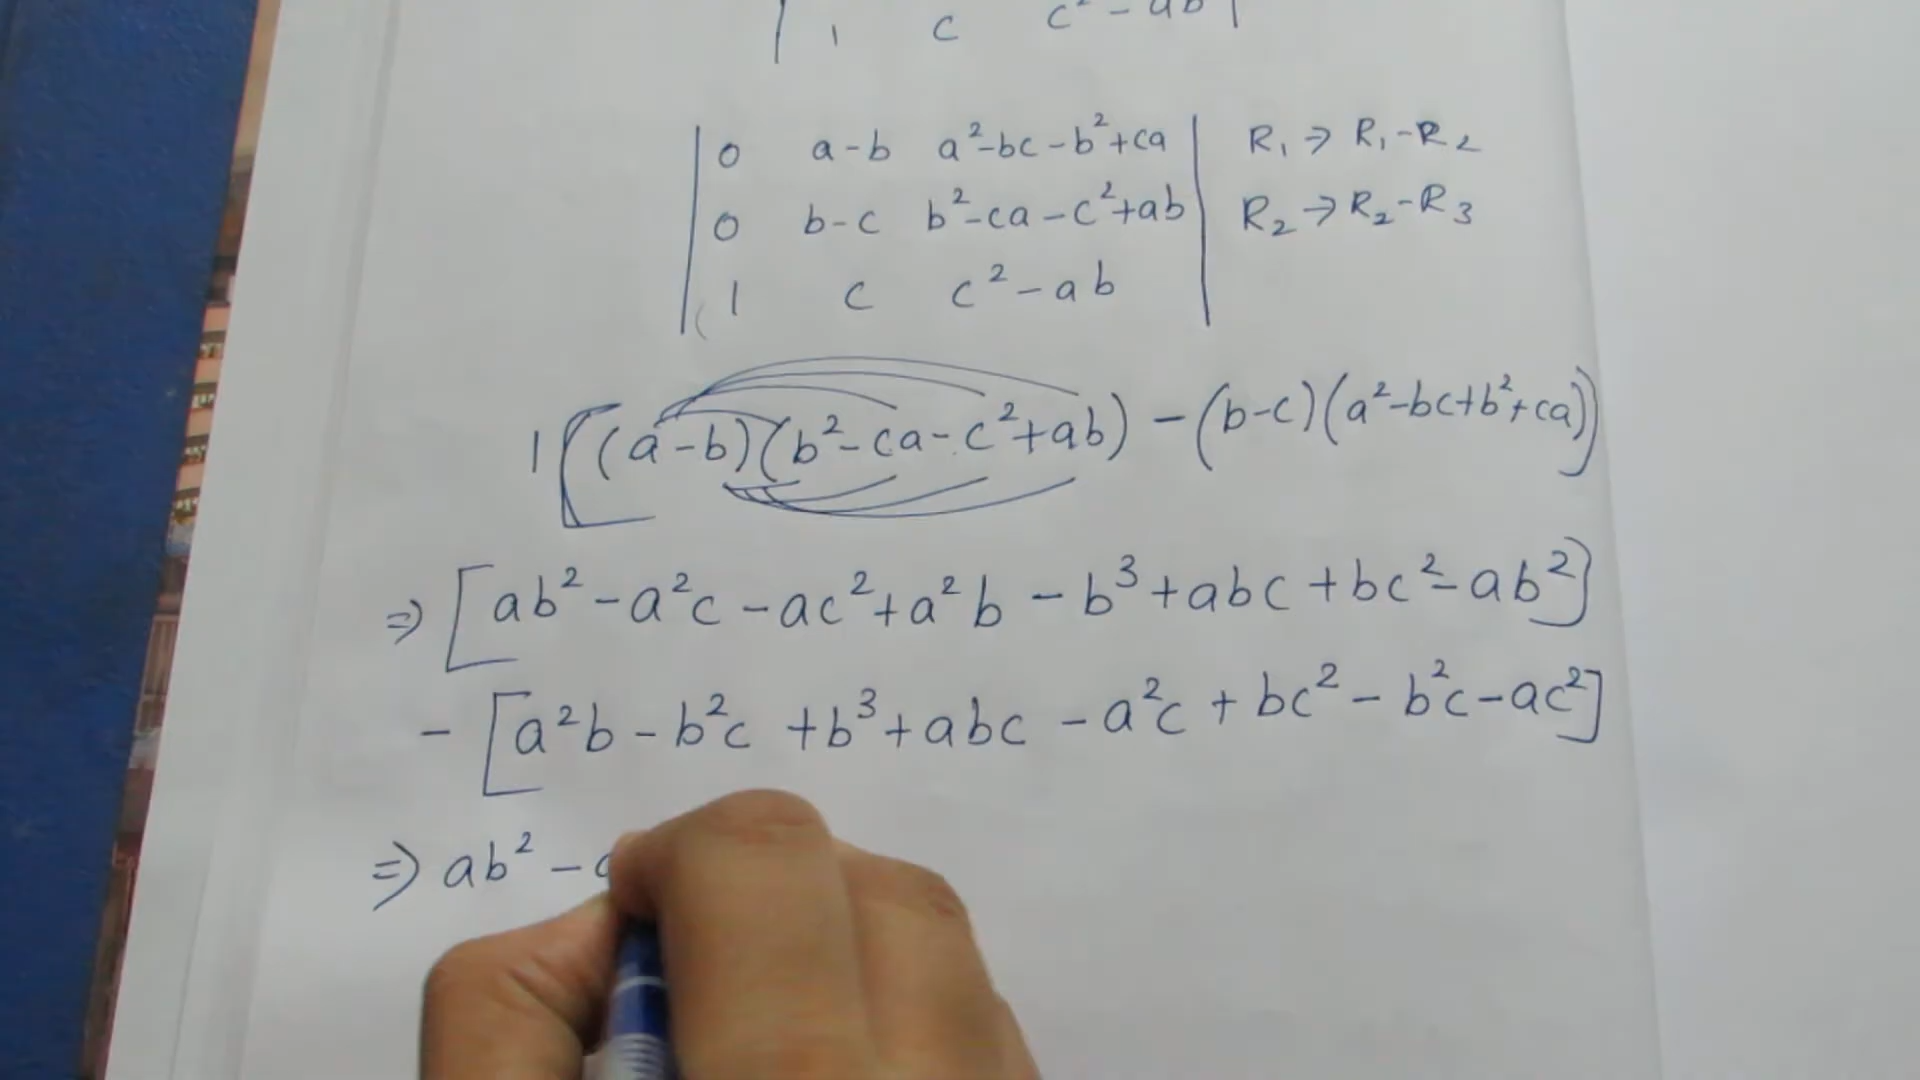 1 c c² - ab
0 a-b a²-bc-b²+ca R₁ ⇒ R₁-R₂
0 b-c b²-ca-c²+ab R₂ → R₂-R₃
1 c c²-ab
1[(a-b)(b²-ca-c²+ab) - (b-c)(a²-bc+b²+ca)]
⇒ [ab² - a²c - ac² + a²b - b³ + abc + bc² - ab²]
- [a²b - b²c + b³ + abc - a²c + bc² - b²c - ac²]
⇒ ab² -